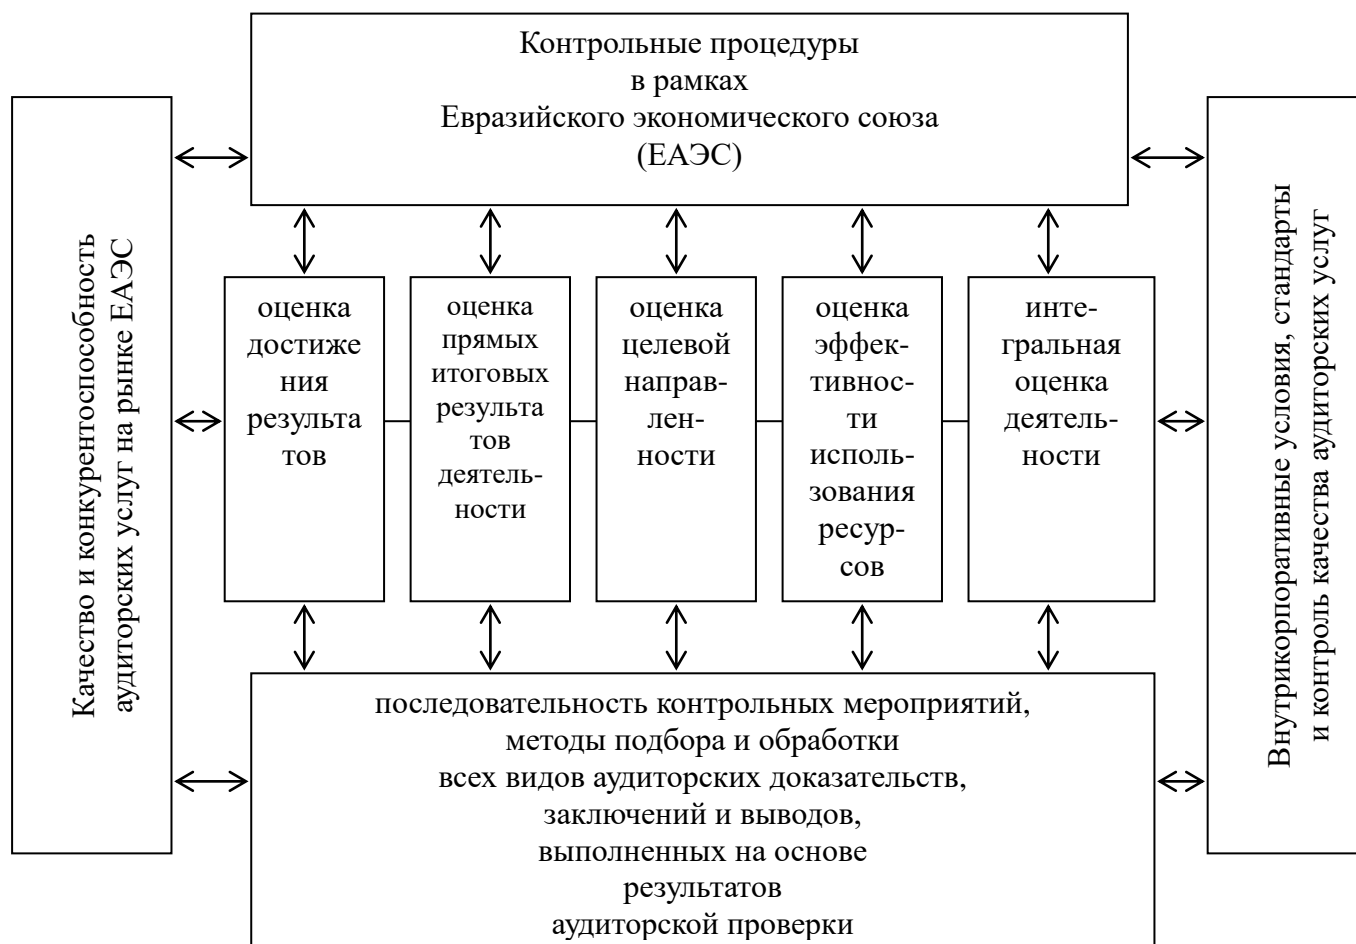 Контрольные процедуры
в рамках
Евразийского экономического союза
(ЕАЭС)
Качество и конкурентоспособность
аудиторских услуг на рынке ЕАЭС
оценка
достиже
ния
результа
тов
оценка
прямых
итоговых
результа
тов
деятель-
ности
оценка
целевой
направ-
лен-
ности
оценка
эффек-
тивнос-
ти
исполь-
зования
ресур-
сов
инте-
гральная
оценка
деятель-
ности
Внутрикорпоративные условия, стандарты
и контроль качества аудиторских услуг
последовательность контрольных мероприятий,
методы подбора и обработки
всех видов аудиторских доказательств,
заключений и выводов,
выполненных на основе
результатов
аудиторской проверки